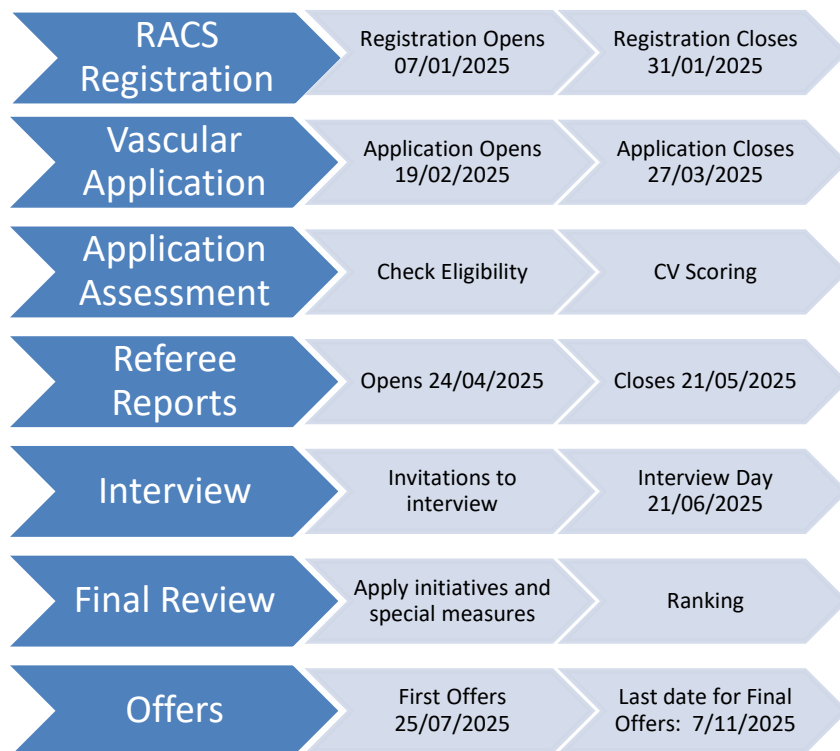 RACS
Registration
Registration Opens
07/01/2025
Registration Closes
31/01/2025
Vascular
Application
Application Opens
19/02/2025
Application Closes
27/03/2025
Application
Assessment
Check Eligibility
CV Scoring
Referee
Reports
Opens 24/04/2025
Closes 21/05/2025
Interview
Invitations to
interview
Interview Day
21/06/2025
Final Review
Apply initiatives and
special measures
Ranking
Offers
First Offers
25/07/2025
Last date for Final
Offers: 7/11/2025